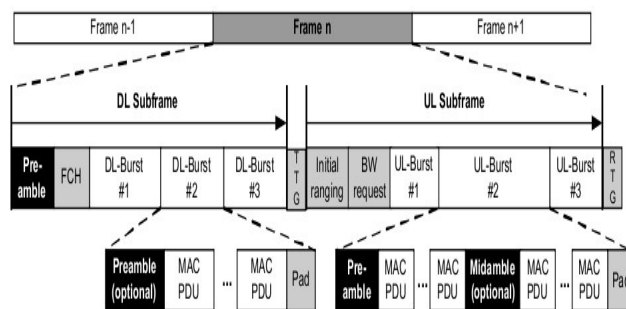 Frame n-1 Frame n Frame n+1
DL Subframe UL Subframe
Pre-
amble
FCH
DL-Burst
#1
DL-Burst
#2
DL-Burst
#3
T
T
G
Initial
ranging
BW
request
UL-Burst
#1
UL-Burst
#2
UL-Burst
#3
R
T
G
Preamble
(optional)
MAC
PDU
...
MAC
PDU
Pad
Pre-
amble
MAC
PDU
...
MAC
PDU
Midamble
(optional)
MAC
PDU
...
MAC
PDU
Pad